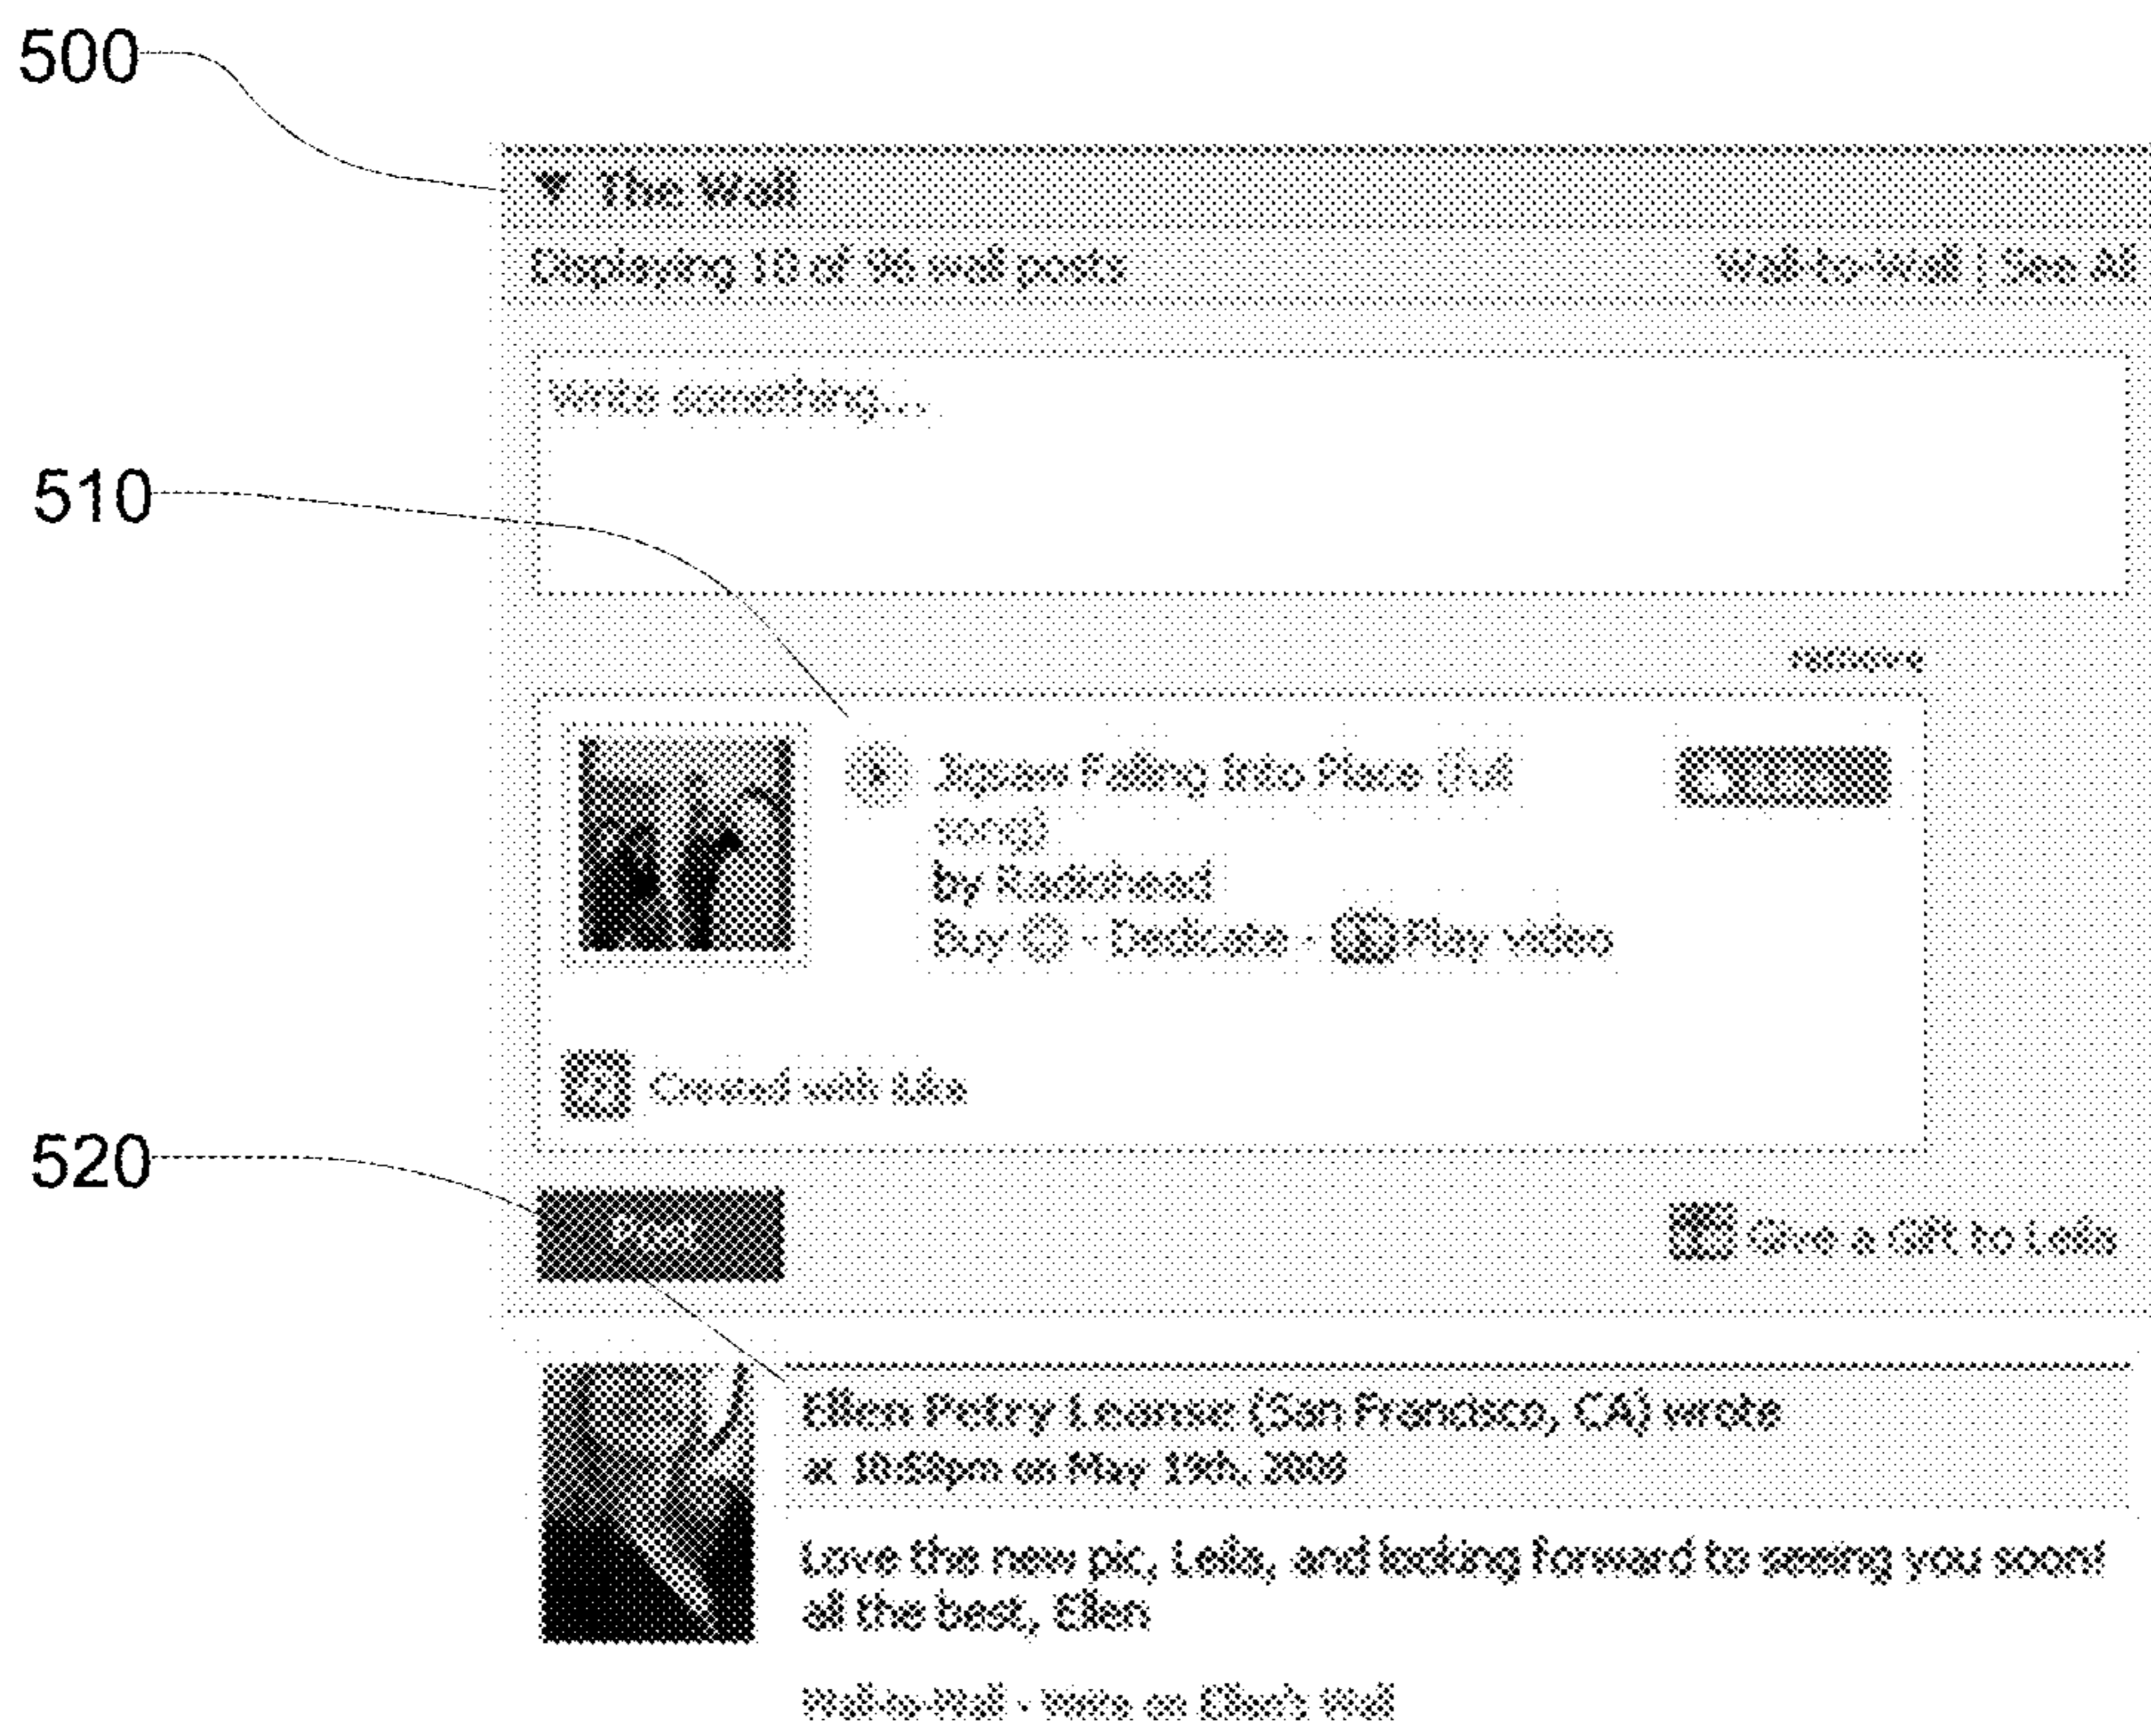 500
▼ The Wall
Displaying 10 of 96 wall posts
Wall-to-Wall | See All
Write something...
510
remove
Jigsaw Falling Into Place (full
song)
by Radiohead
Buy · Dedicate · Play video
Created with iLike
520
Post
Give a Gift to Leila
Ellen Petry Leanse (San Francisco, CA) wrote
at 10:58pm on May 19th, 2008
Love the new pic, Leila, and looking forward to seeing you soon!
all the best, Ellen
Wall-to-Wall · Write on Ellen's Wall